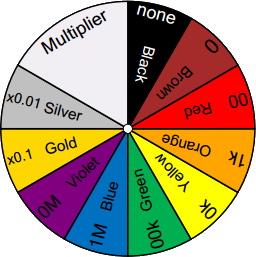 Multiplier
none
Black
0
Brown
00
Red
1k
Orange
0k
Yellow
00k
Green
1M
Blue
0M
Violet
x0.1 Gold
x0.01 Silver